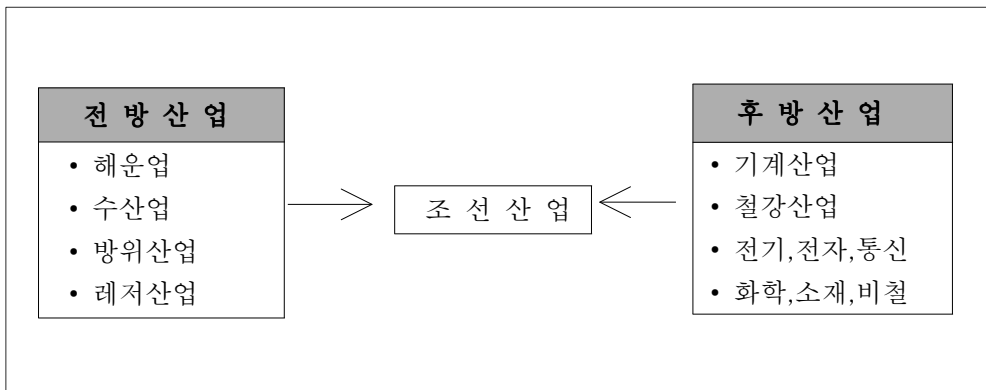 전 방 산 업
• 해운업
• 수산업
• 방위산업
• 레저산업
조 선 산 업
후 방 산 업
• 기계산업
• 철강산업
• 전기,전자,통신
• 화학,소재,비철